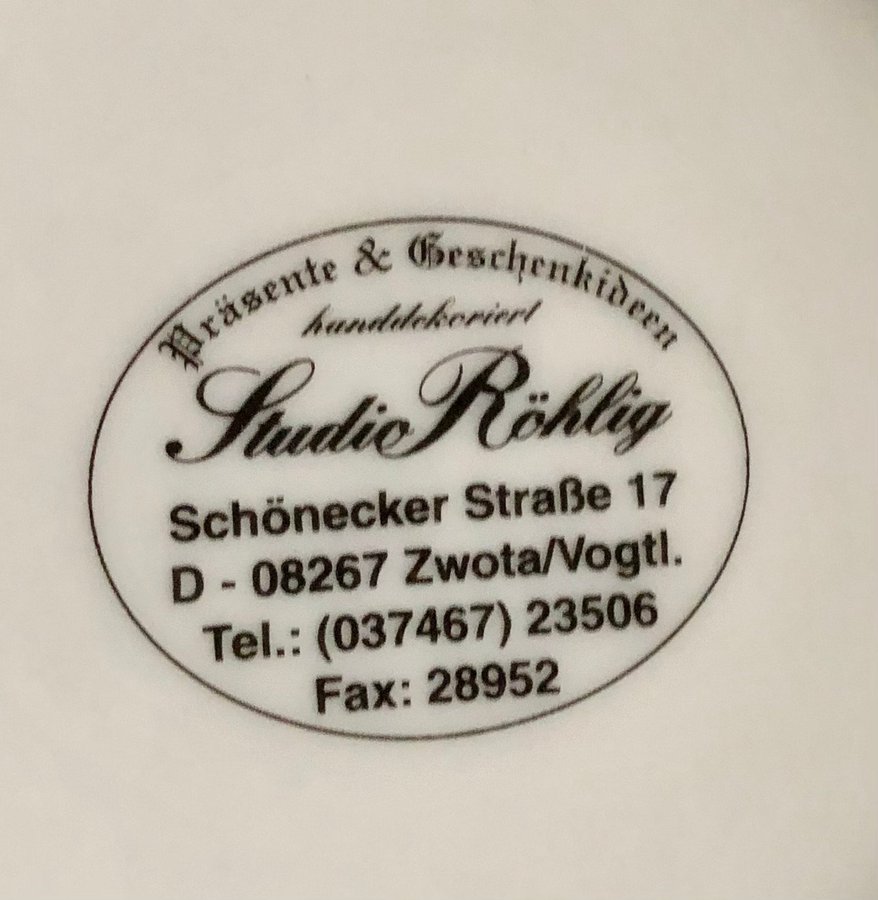 Präsente & Geschenkideen
handdekoriert
Studio Röhlig
Schönecker Straße 17
D - 08267 Zwota/Vogtl.
Tel.: (037467) 23506
Fax: 28952